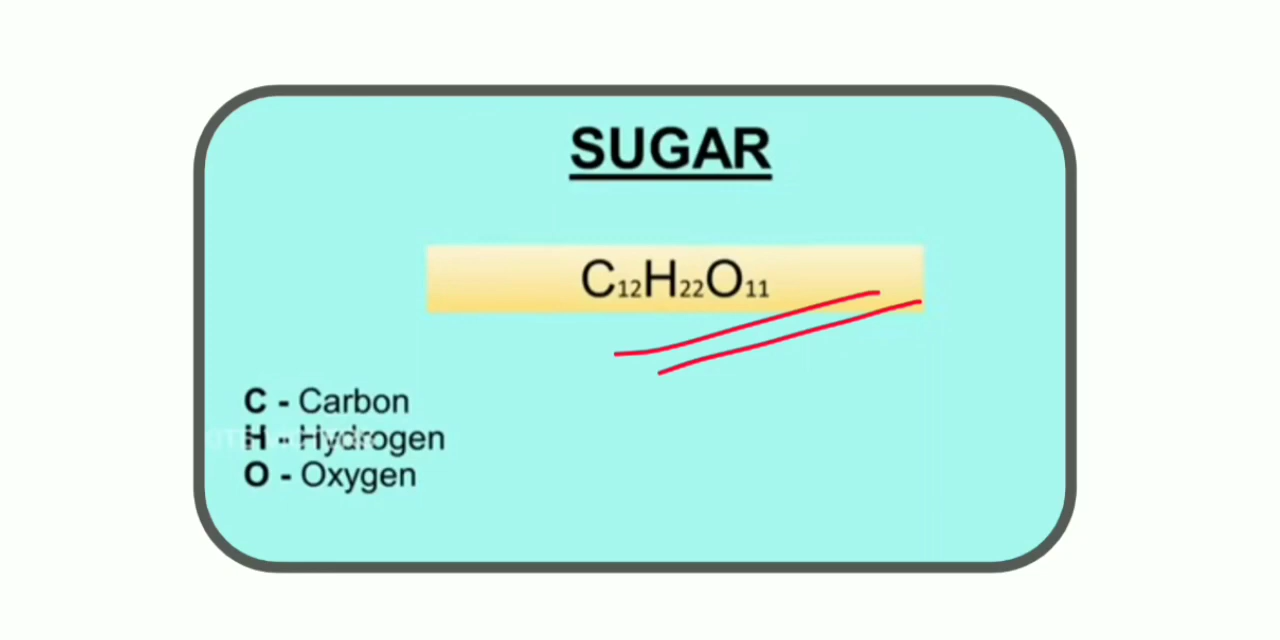 SUGAR
C₁₂H₂₂O₁₁
C - Carbon
H - Hydrogen
O - Oxygen